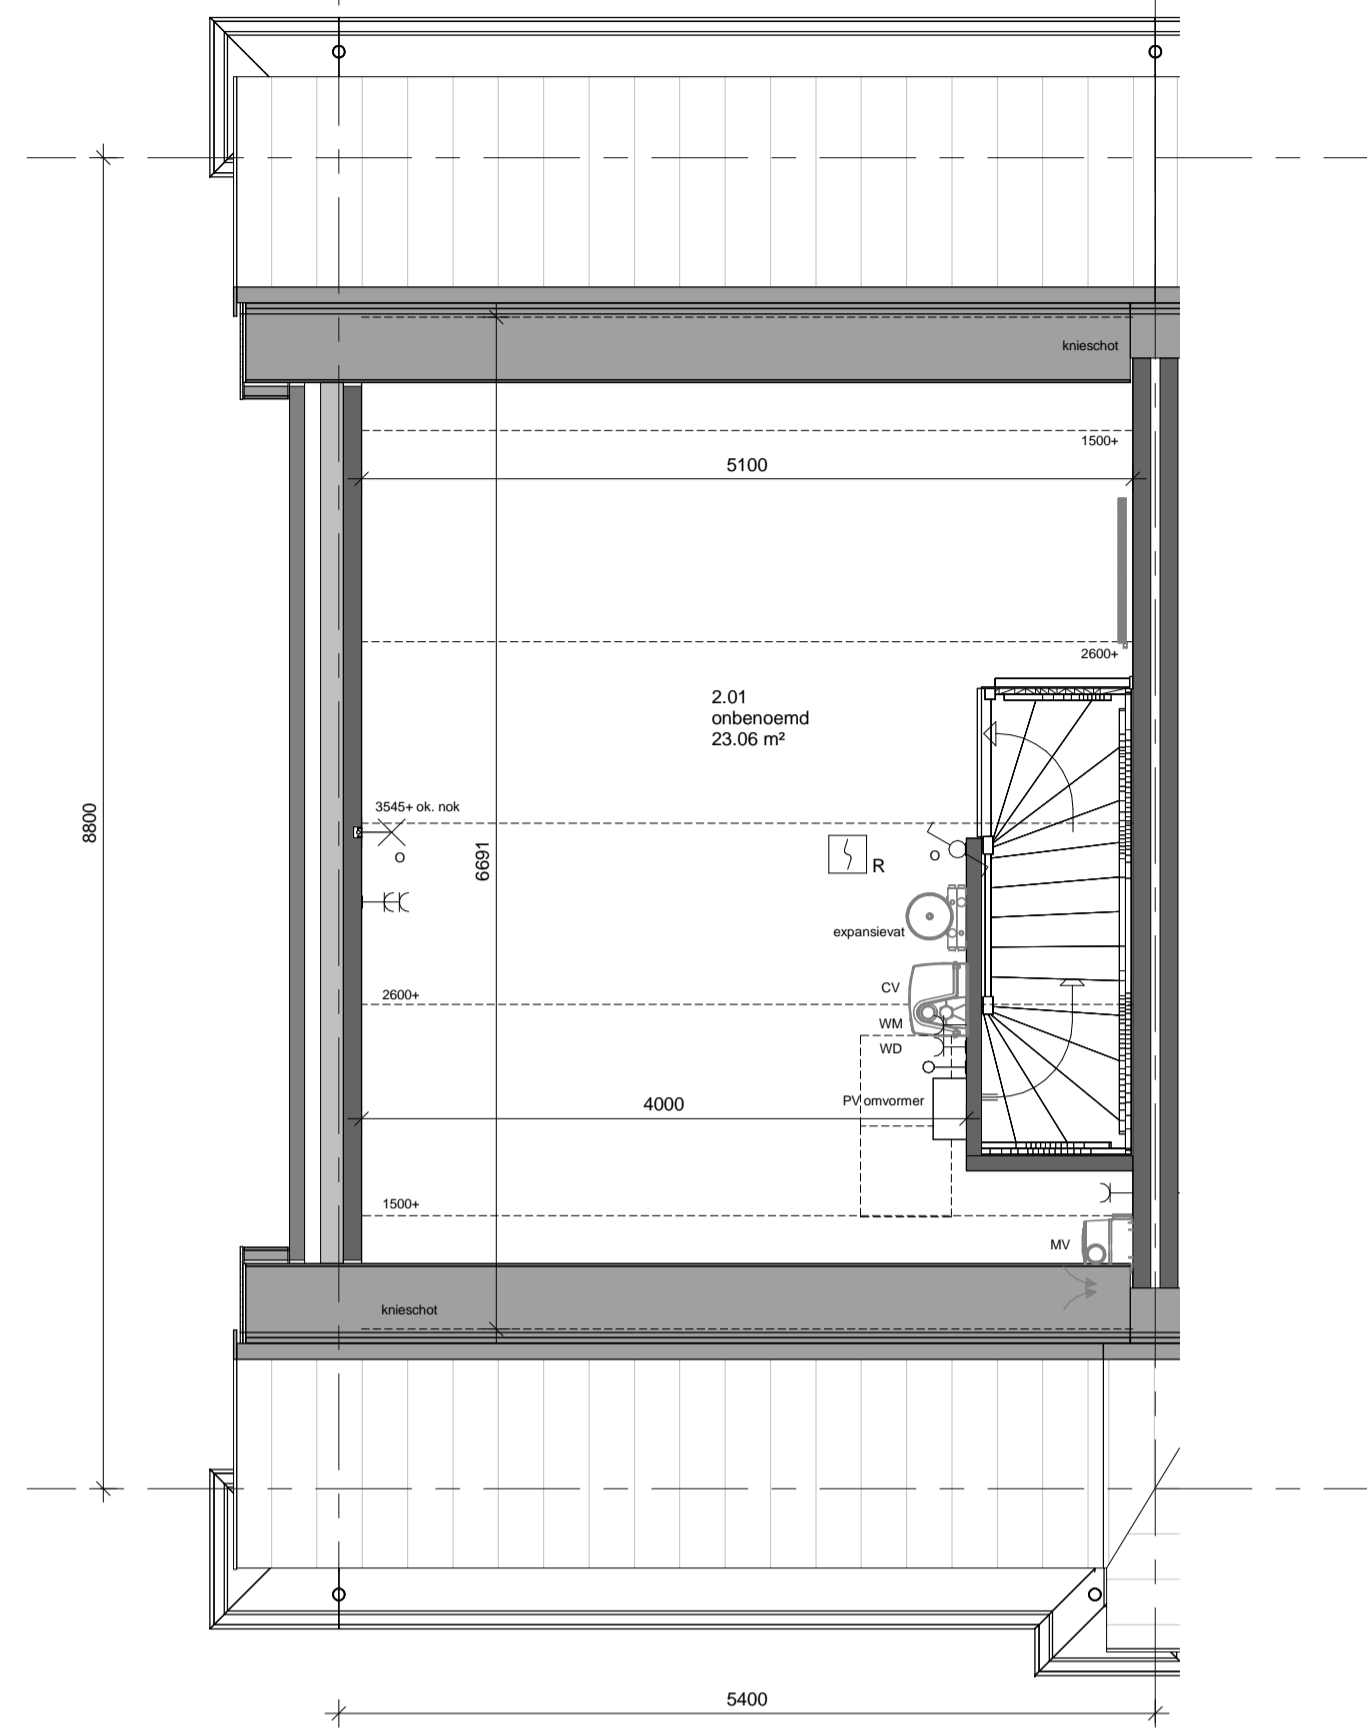 knieschot
1500+
5100
2600+
2.01
onbenoemd
23.06 m²
3545+ ok. nok
8800
6691
R
expansievat
2600+
CV
WM
WD
PV omvormer
4000
1500+
MV
knieschot
5400